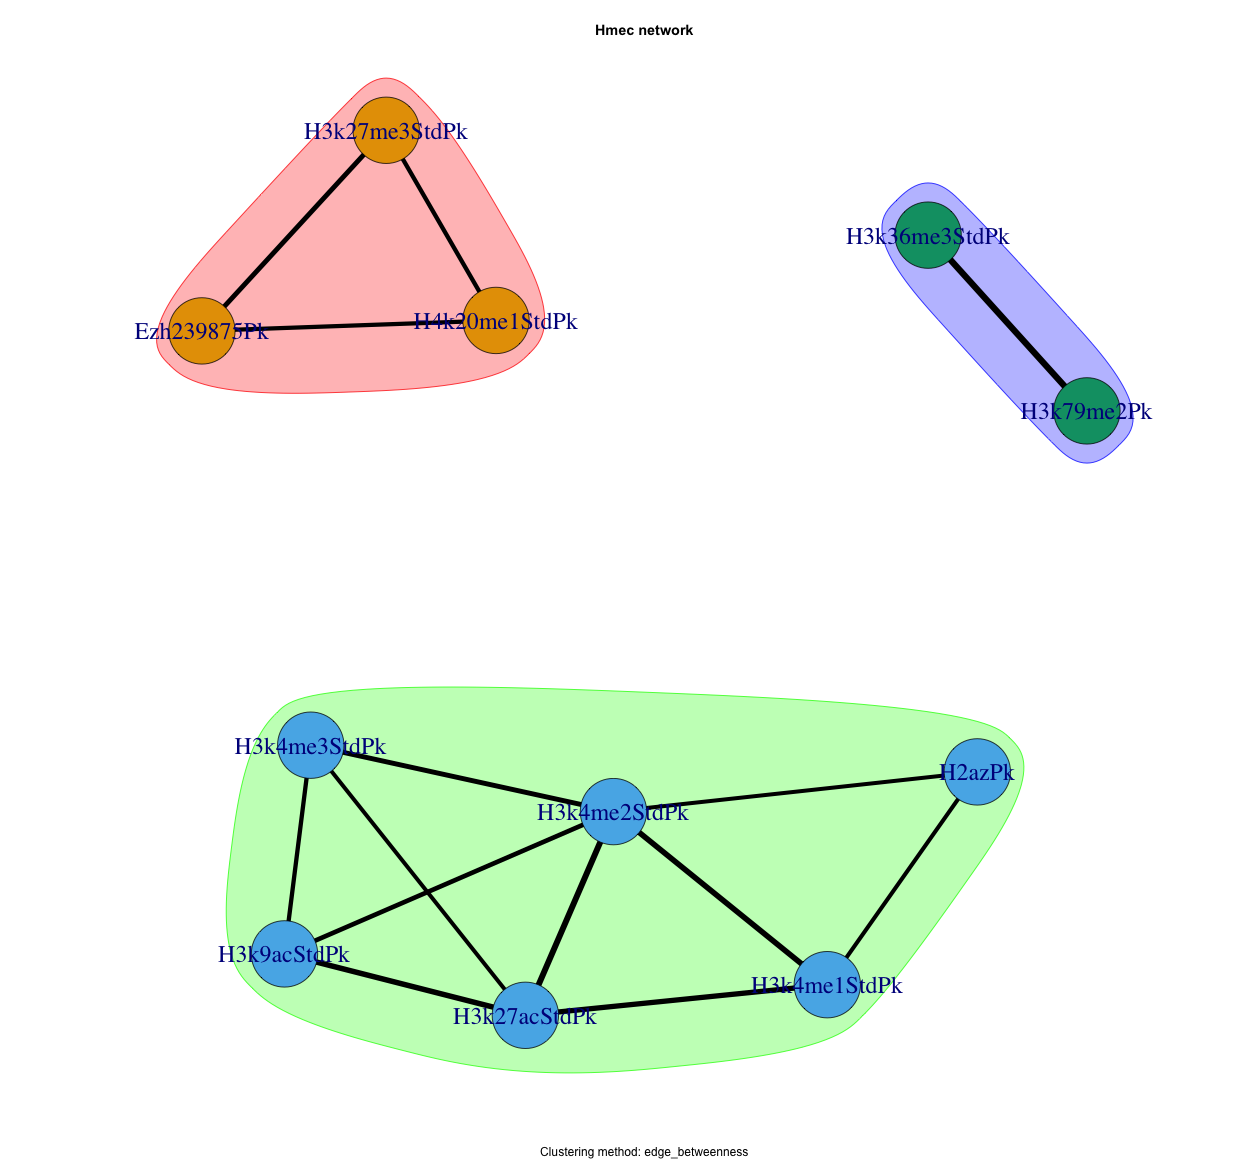 Hmec network
H3k27me3StdPk
H3k36me3StdPk
Ezh239875Pk
H4k20me1StdPk
H3k79me2Pk
H3k4me3StdPk
H2azPk
H3k4me2StdPk
H3k9acStdPk
H3k4me1StdPk
H3k27acStdPk
Clustering method: edge_betweenness